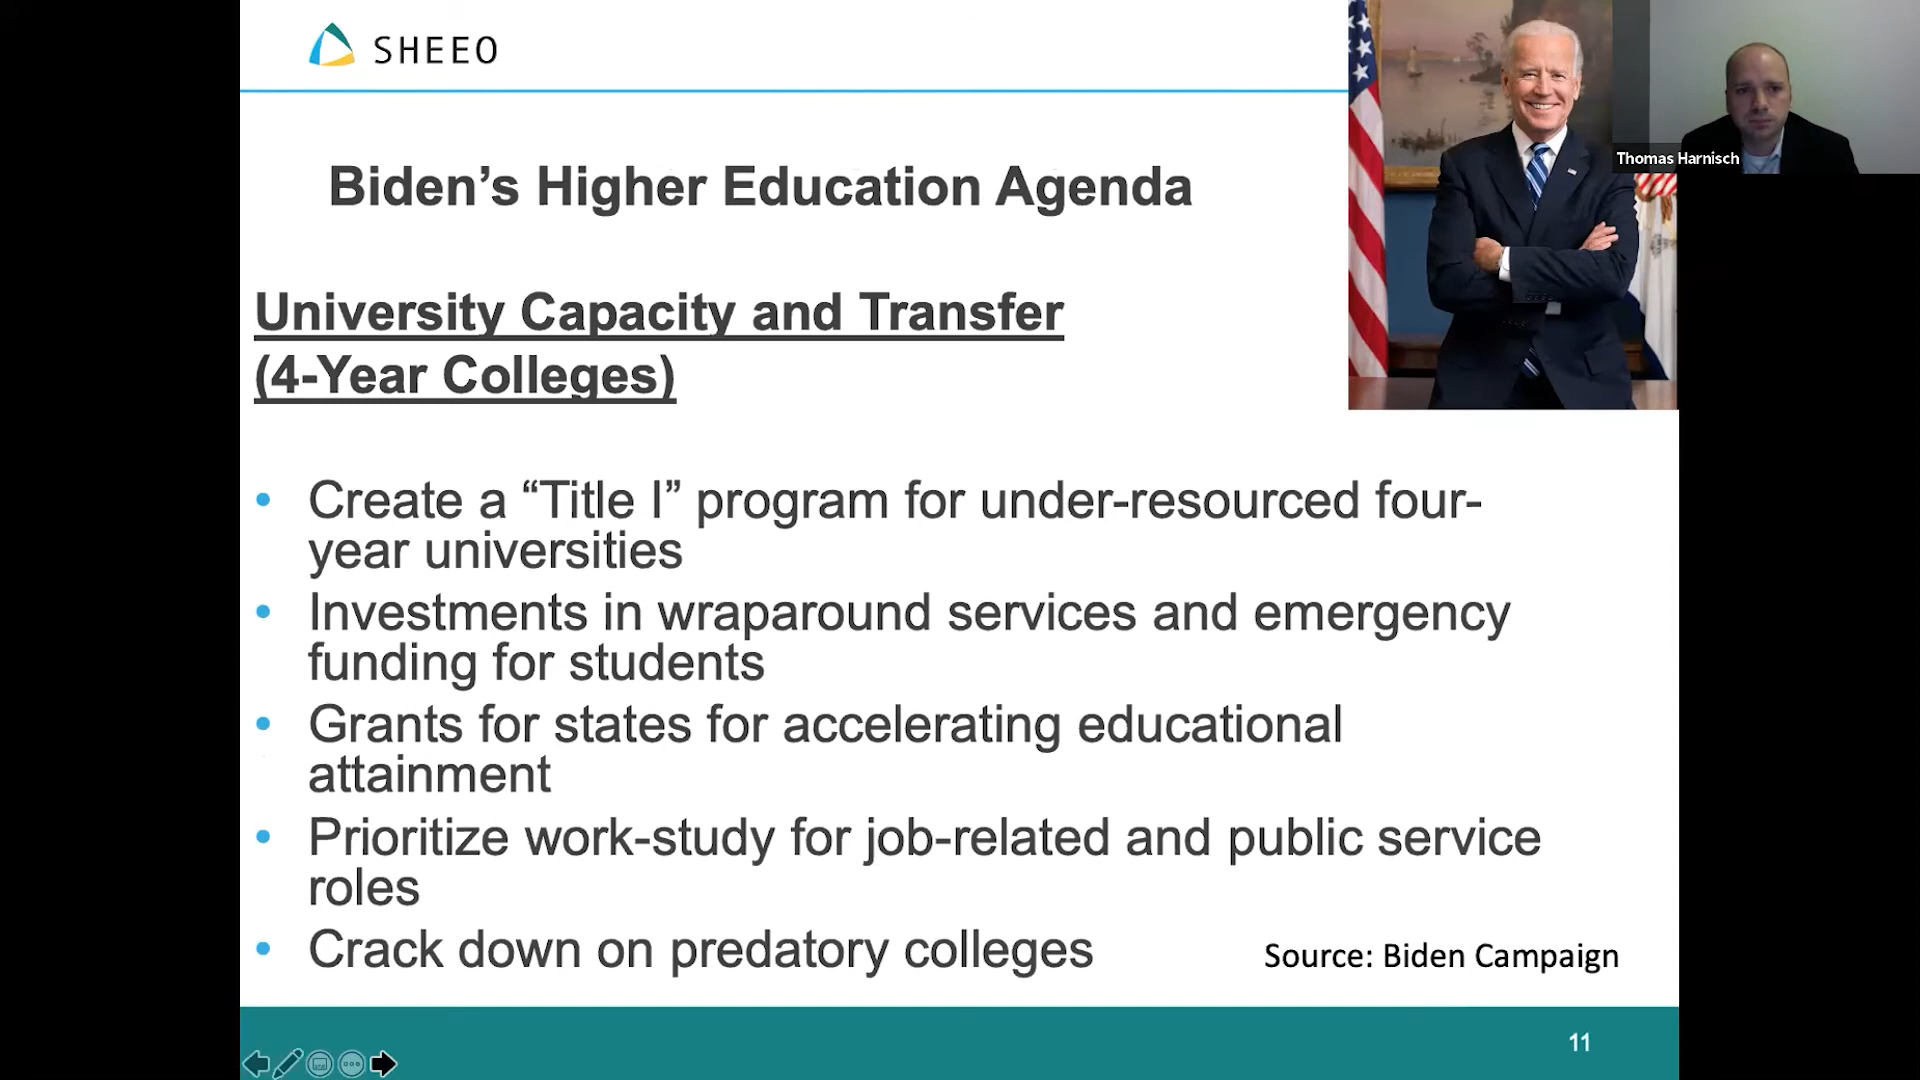 SHEEO
Thomas Harnisch
Biden’s Higher Education Agenda
University Capacity and Transfer
(4-Year Colleges)
• Create a “Title I” program for under-resourced four-
year universities
• Investments in wraparound services and emergency
funding for students
• Grants for states for accelerating educational
attainment
• Prioritize work-study for job-related and public service
roles
• Crack down on predatory colleges
Source: Biden Campaign
11